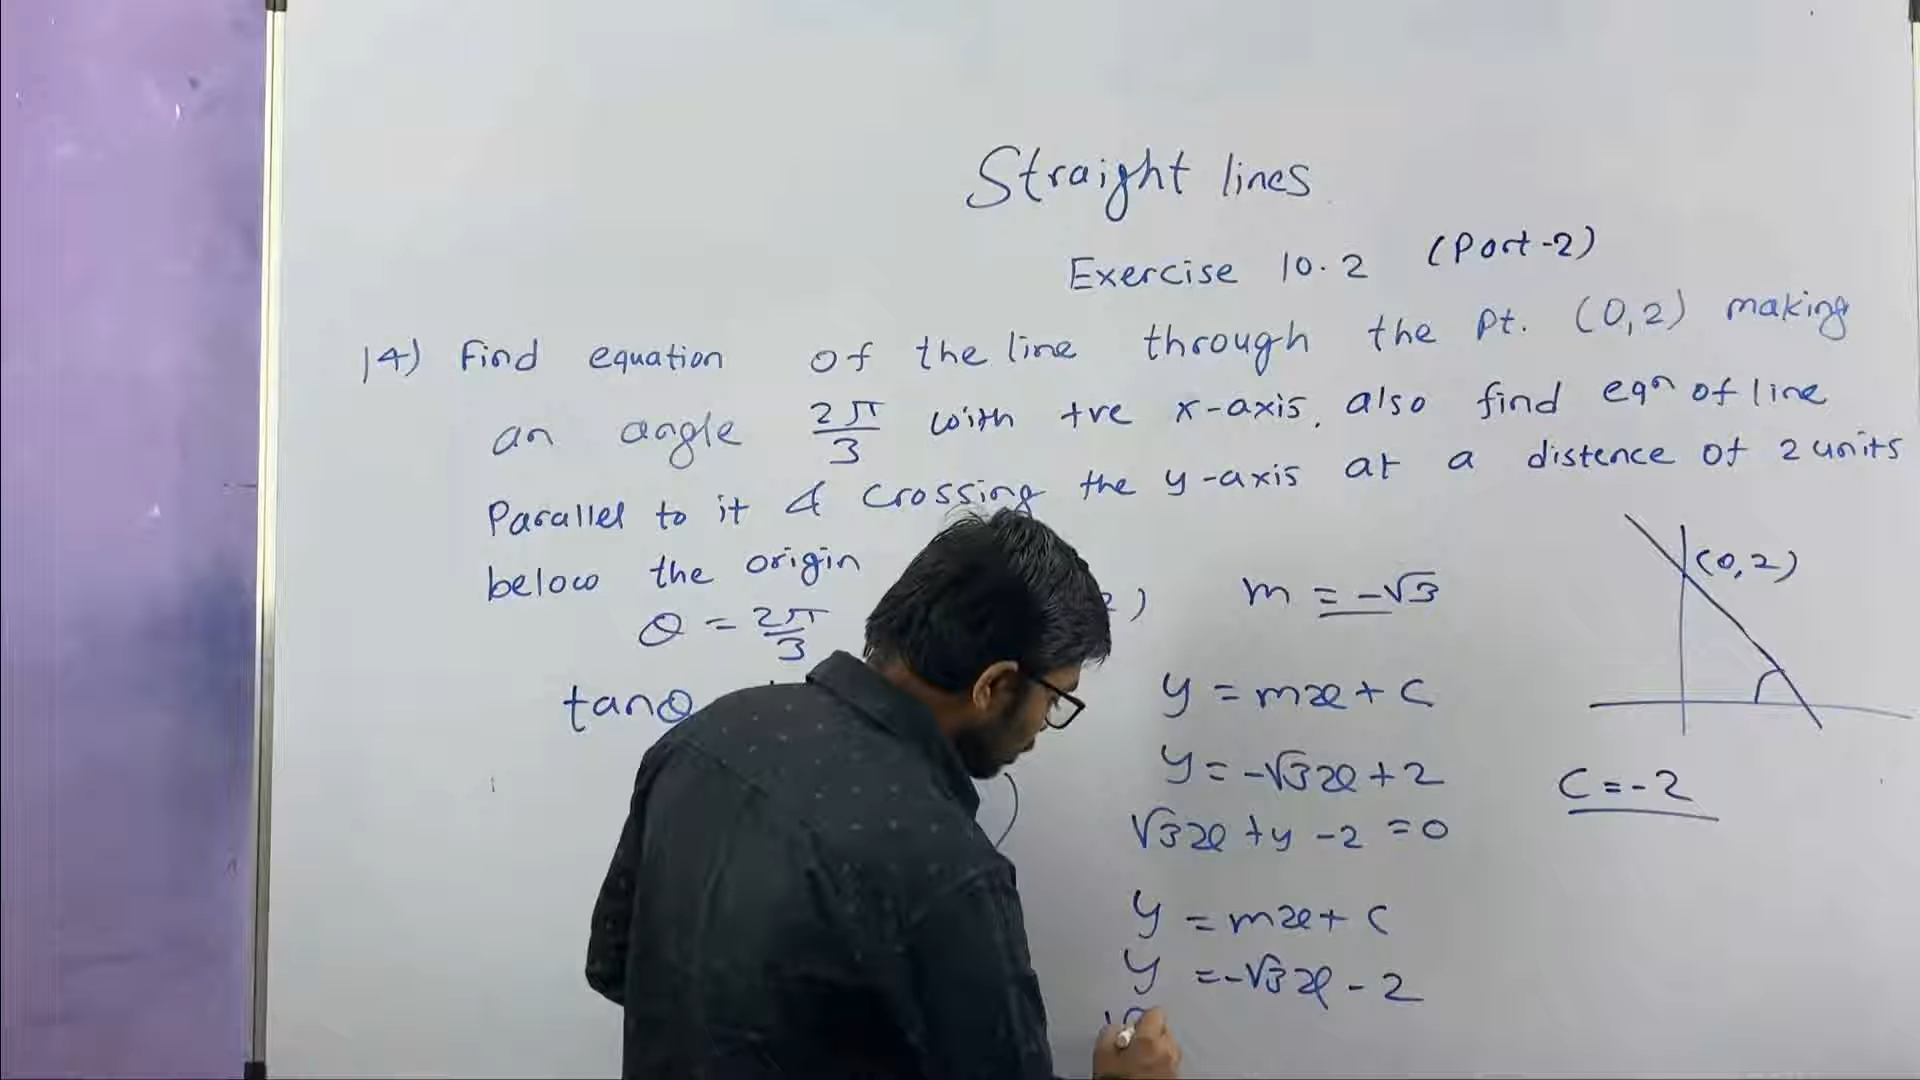 Straight lines
Exercise 10.2 (Part-2)
14) Find equation of the line through the pt. (0,2) making
an angle 2π/3 with +ve x-axis, also find eqⁿ of line
Parallel to it & crossing the y-axis at a distence of 2 units
below the origin
θ = 2π/3
tanθ
m = -√3
(0,2)
y = mx + c
y = -√3x + 2
√3x + y - 2 = 0
c = -2
y = mx + c
y = -√3x - 2